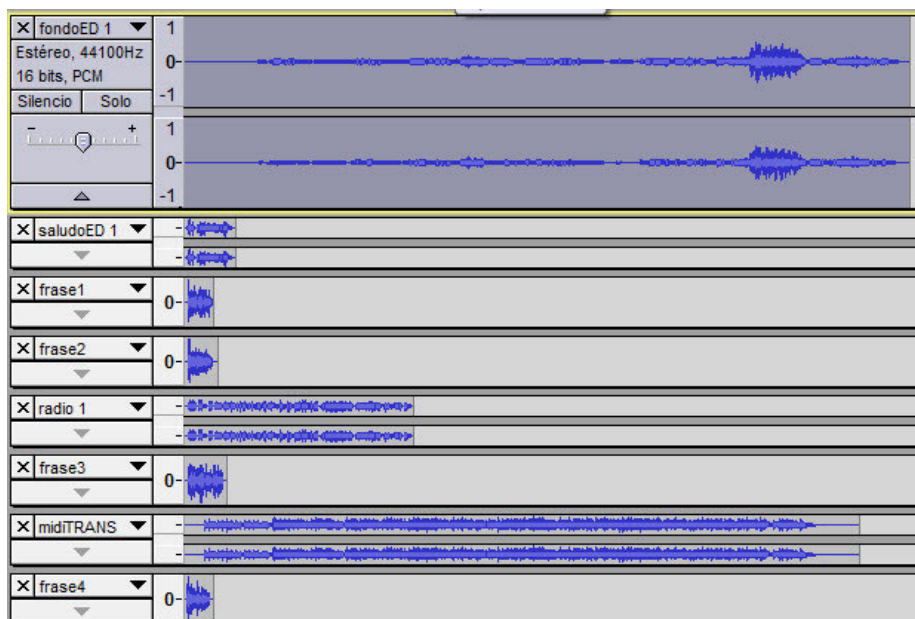 fondoED 1
Estéreo, 44100Hz
16 bits, PCM
Silencio Solo
- +
1
0-
-1
1
0-
-1
saludoED 1
-
-
frase1
0-
frase2
0-
radio 1
-
-
frase3
0-
midiTRANS
-
-
frase4
0-